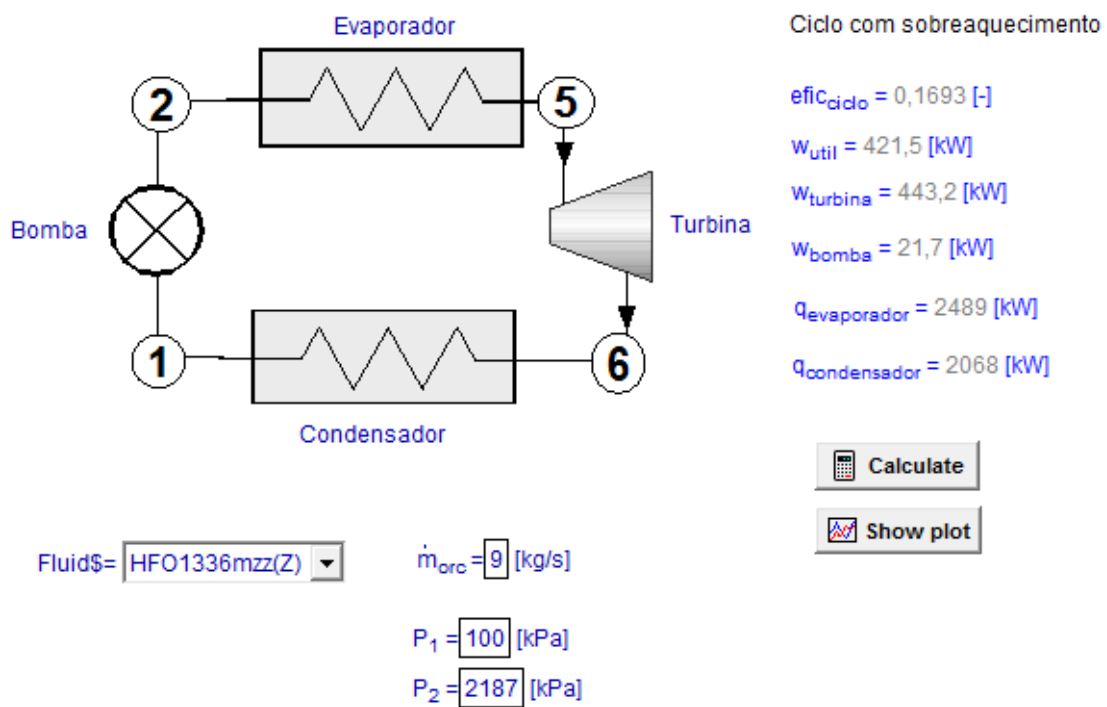 Evaporador
2
5
Bomba
Turbina
1
6
Condensador
Ciclo com sobreaquecimento
efic_ciclo = 0,1693 [-]
w_util = 421,5 [kW]
w_turbina = 443,2 [kW]
w_bomba = 21,7 [kW]
q_evaporador = 2489 [kW]
q_condensador = 2068 [kW]
Calculate
Show plot
Fluid$= HFO1336mzz(Z)
ṁ_orc = 9 [kg/s]
P_1 = 100 [kPa]
P_2 = 2187 [kPa]